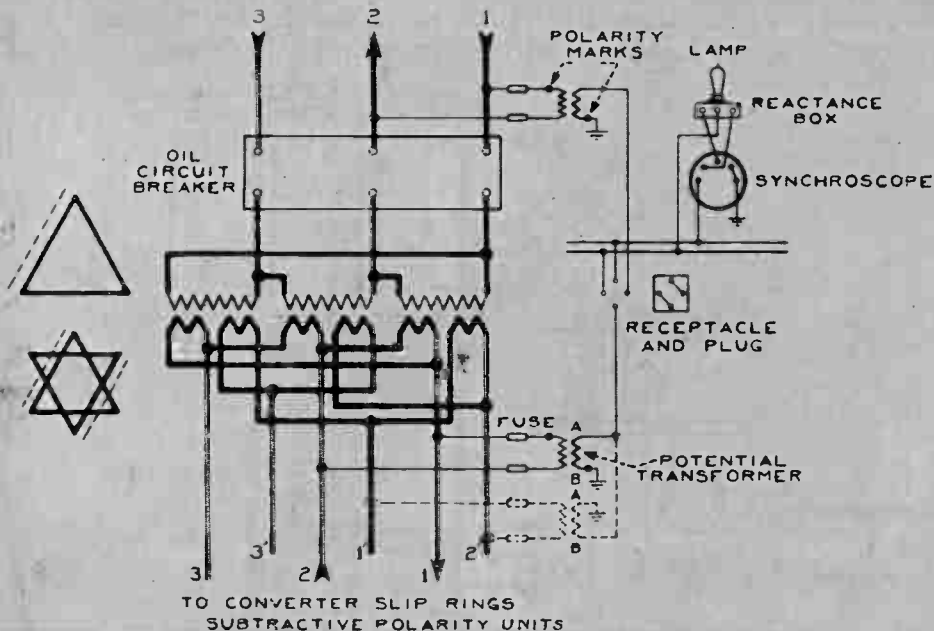 3 2 1
POLARITY
MARKS
LAMP
REACTANCE
BOX
OIL
CIRCUIT
BREAKER
SYNCHROSCOPE
RECEPTACLE
AND PLUG
FUSE A
B
POTENTIAL
TRANSFORMER
A
B
3 3' 2 1' 1 2'
TO CONVERTER SLIP RINGS
SUBTRACTIVE POLARITY UNITS